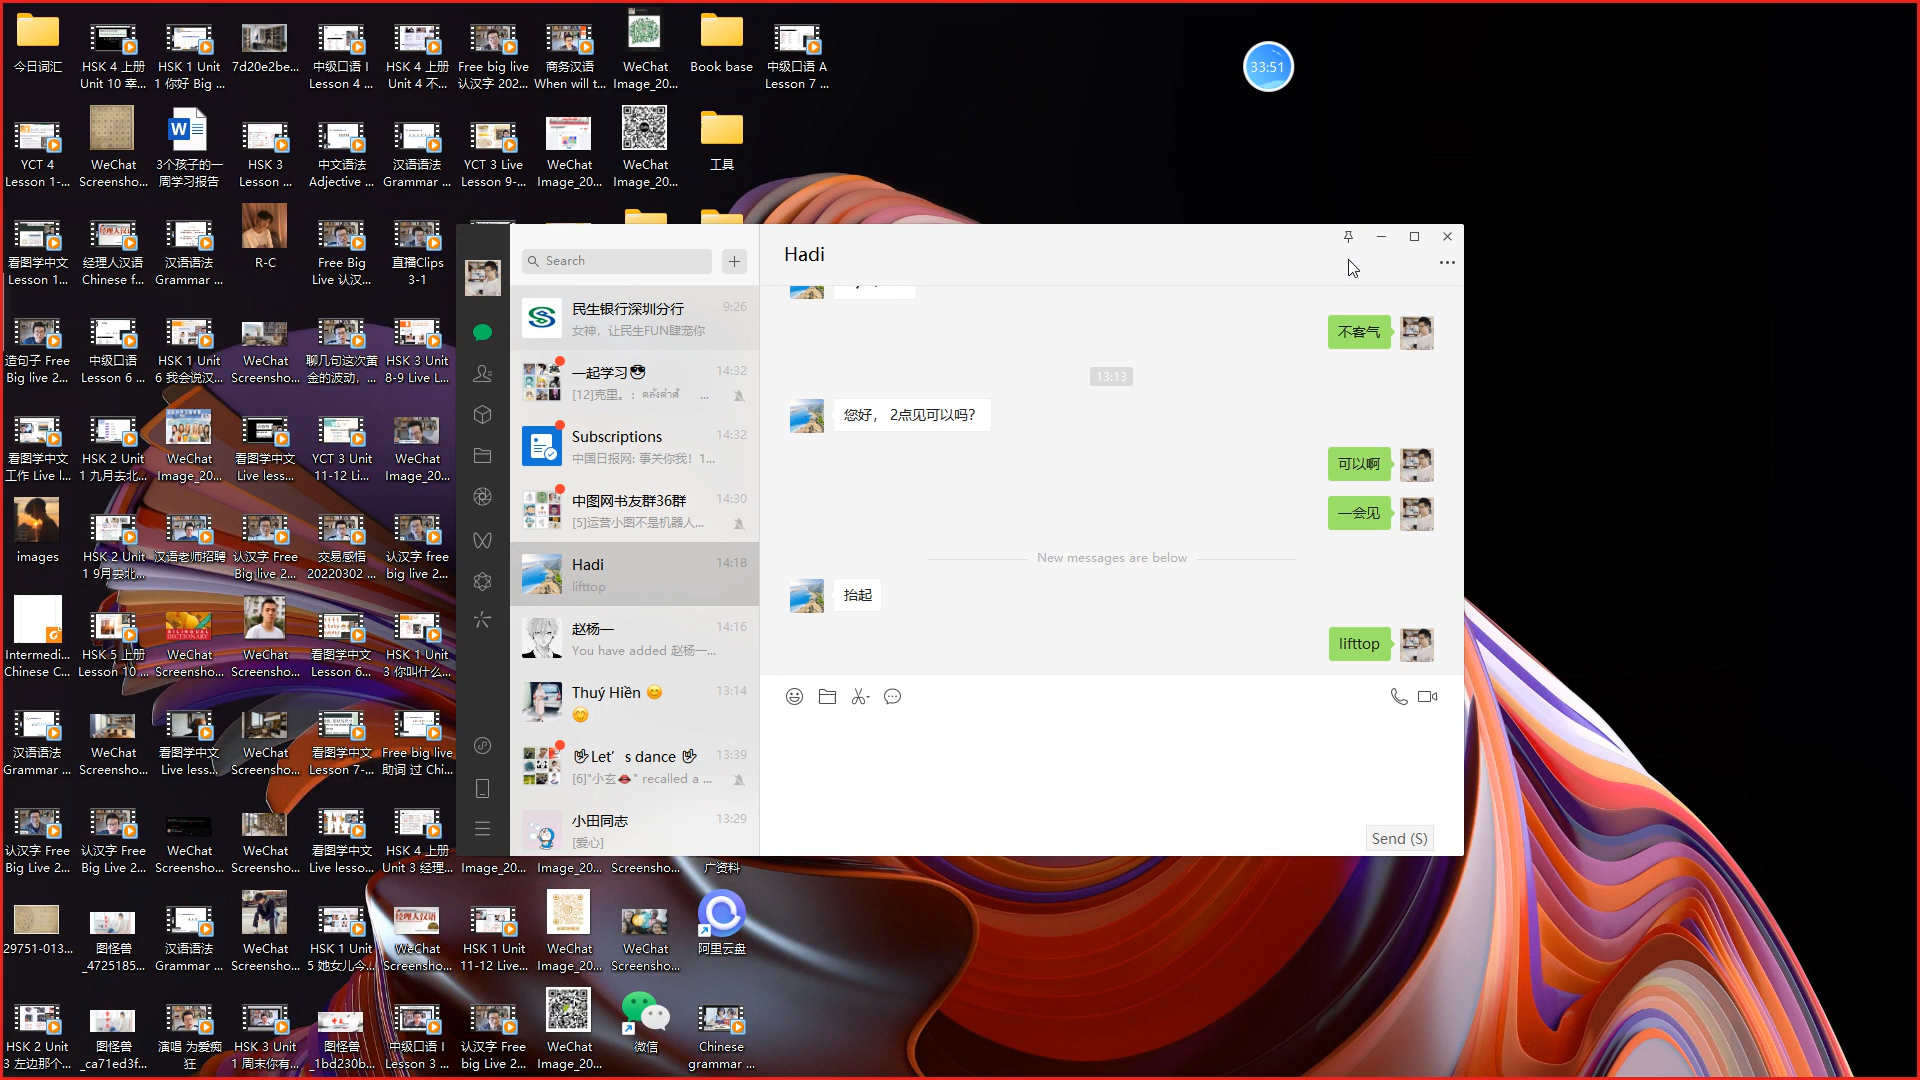 今日词汇
HSK 4 上册
Unit 10 幸...
HSK 1 Unit
1 你好 Big ...
7d20e2be...
中级口语 I
Lesson 4 ...
HSK 4 上册
Unit 4 不...
Free big live
认汉字 202...
商务汉语
When will t...
WeChat
Image_20...
Book base
中级口语 A
Lesson 7 ...
33:51
YCT 4
Lesson 1-...
WeChat
Screensho...
3个孩子的一
周学习报告
HSK 3
Lesson ...
中文语法
Adjective ...
汉语语法
Grammar ...
YCT 3 Live
Lesson 9-...
WeChat
Image_20...
WeChat
Image_20...
工具
看图学中文
Lesson 1...
经理人汉语
Chinese f...
汉语语法
Grammar ...
R-C
Free Big
Live 认汉...
直播Clips
3-1
造句子 Free
Big live 2...
中级口语
Lesson 6 ...
HSK 1 Unit
6 我会说汉...
WeChat
Screensho...
聊几句这次黄
金的波动，...
HSK 3 Unit
8-9 Live L...
看图学中文
工作 Live l...
HSK 2 Unit
1 九月去北...
WeChat
Image_20...
看图学中文
Live less...
YCT 3 Unit
11-12 Li...
WeChat
Image_20...
images
HSK 2 Unit
1 9月去北...
汉语老师招聘
认汉字 Free
Big live 2...
交易感悟
20220302 ...
认汉字 free
big live 2...
Intermedi...
Chinese C...
HSK 5 上册
Lesson 10 ...
WeChat
Screensho...
WeChat
Screensho...
看图学中文
Lesson 6...
HSK 1 Unit
3 你叫什么...
汉语语法
Grammar ...
WeChat
Screensho...
看图学中文
Live less...
WeChat
Screensho...
看图学中文
Lesson 7-...
Free big live
助词 过 Chi...
认汉字 Free
Big Live 2...
认汉字 Free
Big Live 2...
WeChat
Screensho...
WeChat
Screensho...
看图学中文
Live lesso...
HSK 4 上册
Unit 3 经理...
Image_20...
Image_20...
Screensho...
广资料
29751-013...
图怪兽
_4725185...
汉语语法
Grammar ...
WeChat
Screensho...
HSK 1 Unit
5 她女儿今...
WeChat
Screensho...
HSK 1 Unit
11-12 Live...
WeChat
Image_20...
WeChat
Screensho...
阿里云盘
HSK 2 Unit
3 左边那个...
图怪兽
_ca71ed3f...
演唱 为爱痴
狂
HSK 3 Unit
1 周末你有...
图怪兽
_1bd230b...
中级口语 I
Lesson 3 ...
认汉字 Free
big Live 2...
WeChat
Image_20...
微信
Chinese
grammar ...
Search
民生银行深圳分行
9:26
女神，让民生FUN肆宠你
一起学习😎
14:32
[12]克里。：
Subscriptions
14:32
中国日报网: 事关你我！1...
中图网书友群36群
14:30
[5]运营小图不是机器人...
Hadi
14:18
lifttop
赵杨一
14:16
You have added 赵杨一...
Thuý Hiền 😊
13:14
😊
Let’s dance
13:39
[6]"小玄👄" recalled a ...
小田同志
13:29
[爱心]
Hadi
不客气
13:13
您好， 2点见可以吗?
可以啊
一会见
New messages are below
抬起
lifttop
Send (S)